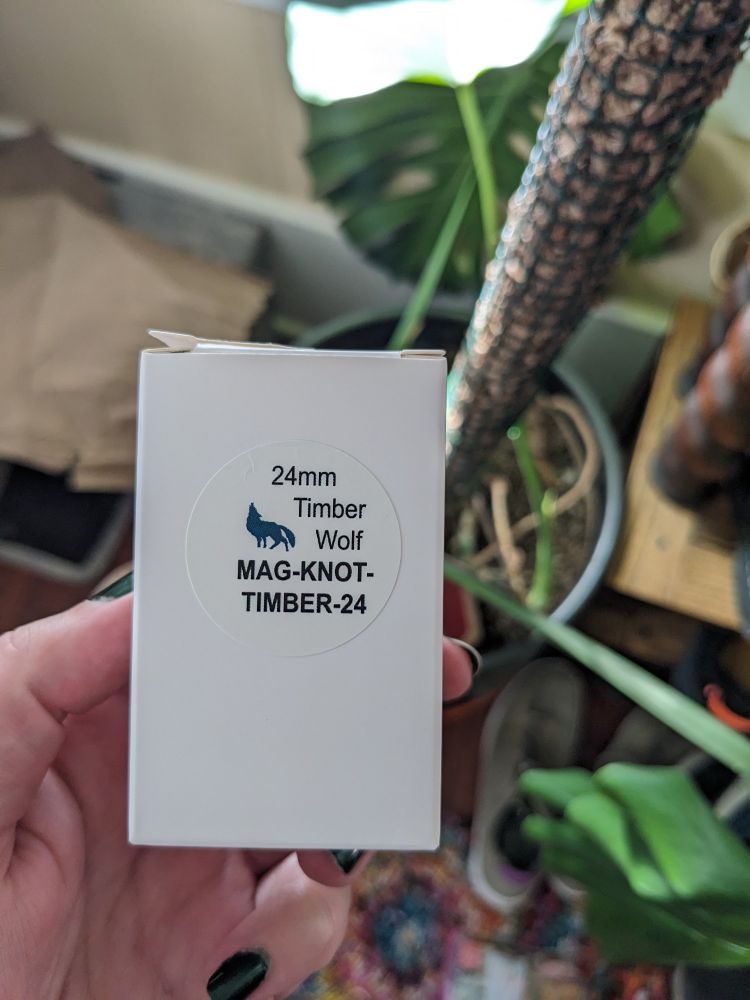 24mm
Timber
Wolf
MAG-KNOT-
TIMBER-24